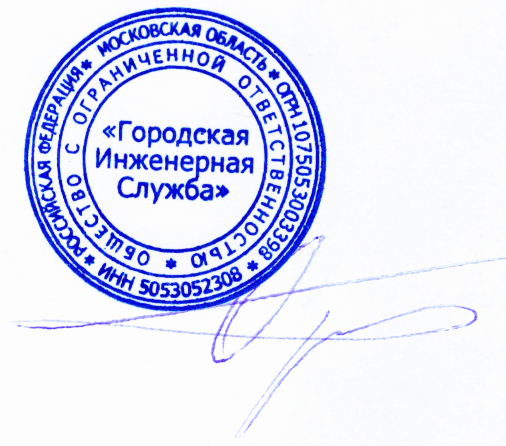 * РОССИЙСКАЯ ФЕДЕРАЦИЯ * МОСКОВСКАЯ ОБЛАСТЬ * ОГРН 1075053003398 * ИНН 5053052308
* ОБЩЕСТВО С ОГРАНИЧЕННОЙ ОТВЕТСТВЕННОСТЬЮ
«Городская
Инженерная
Служба»